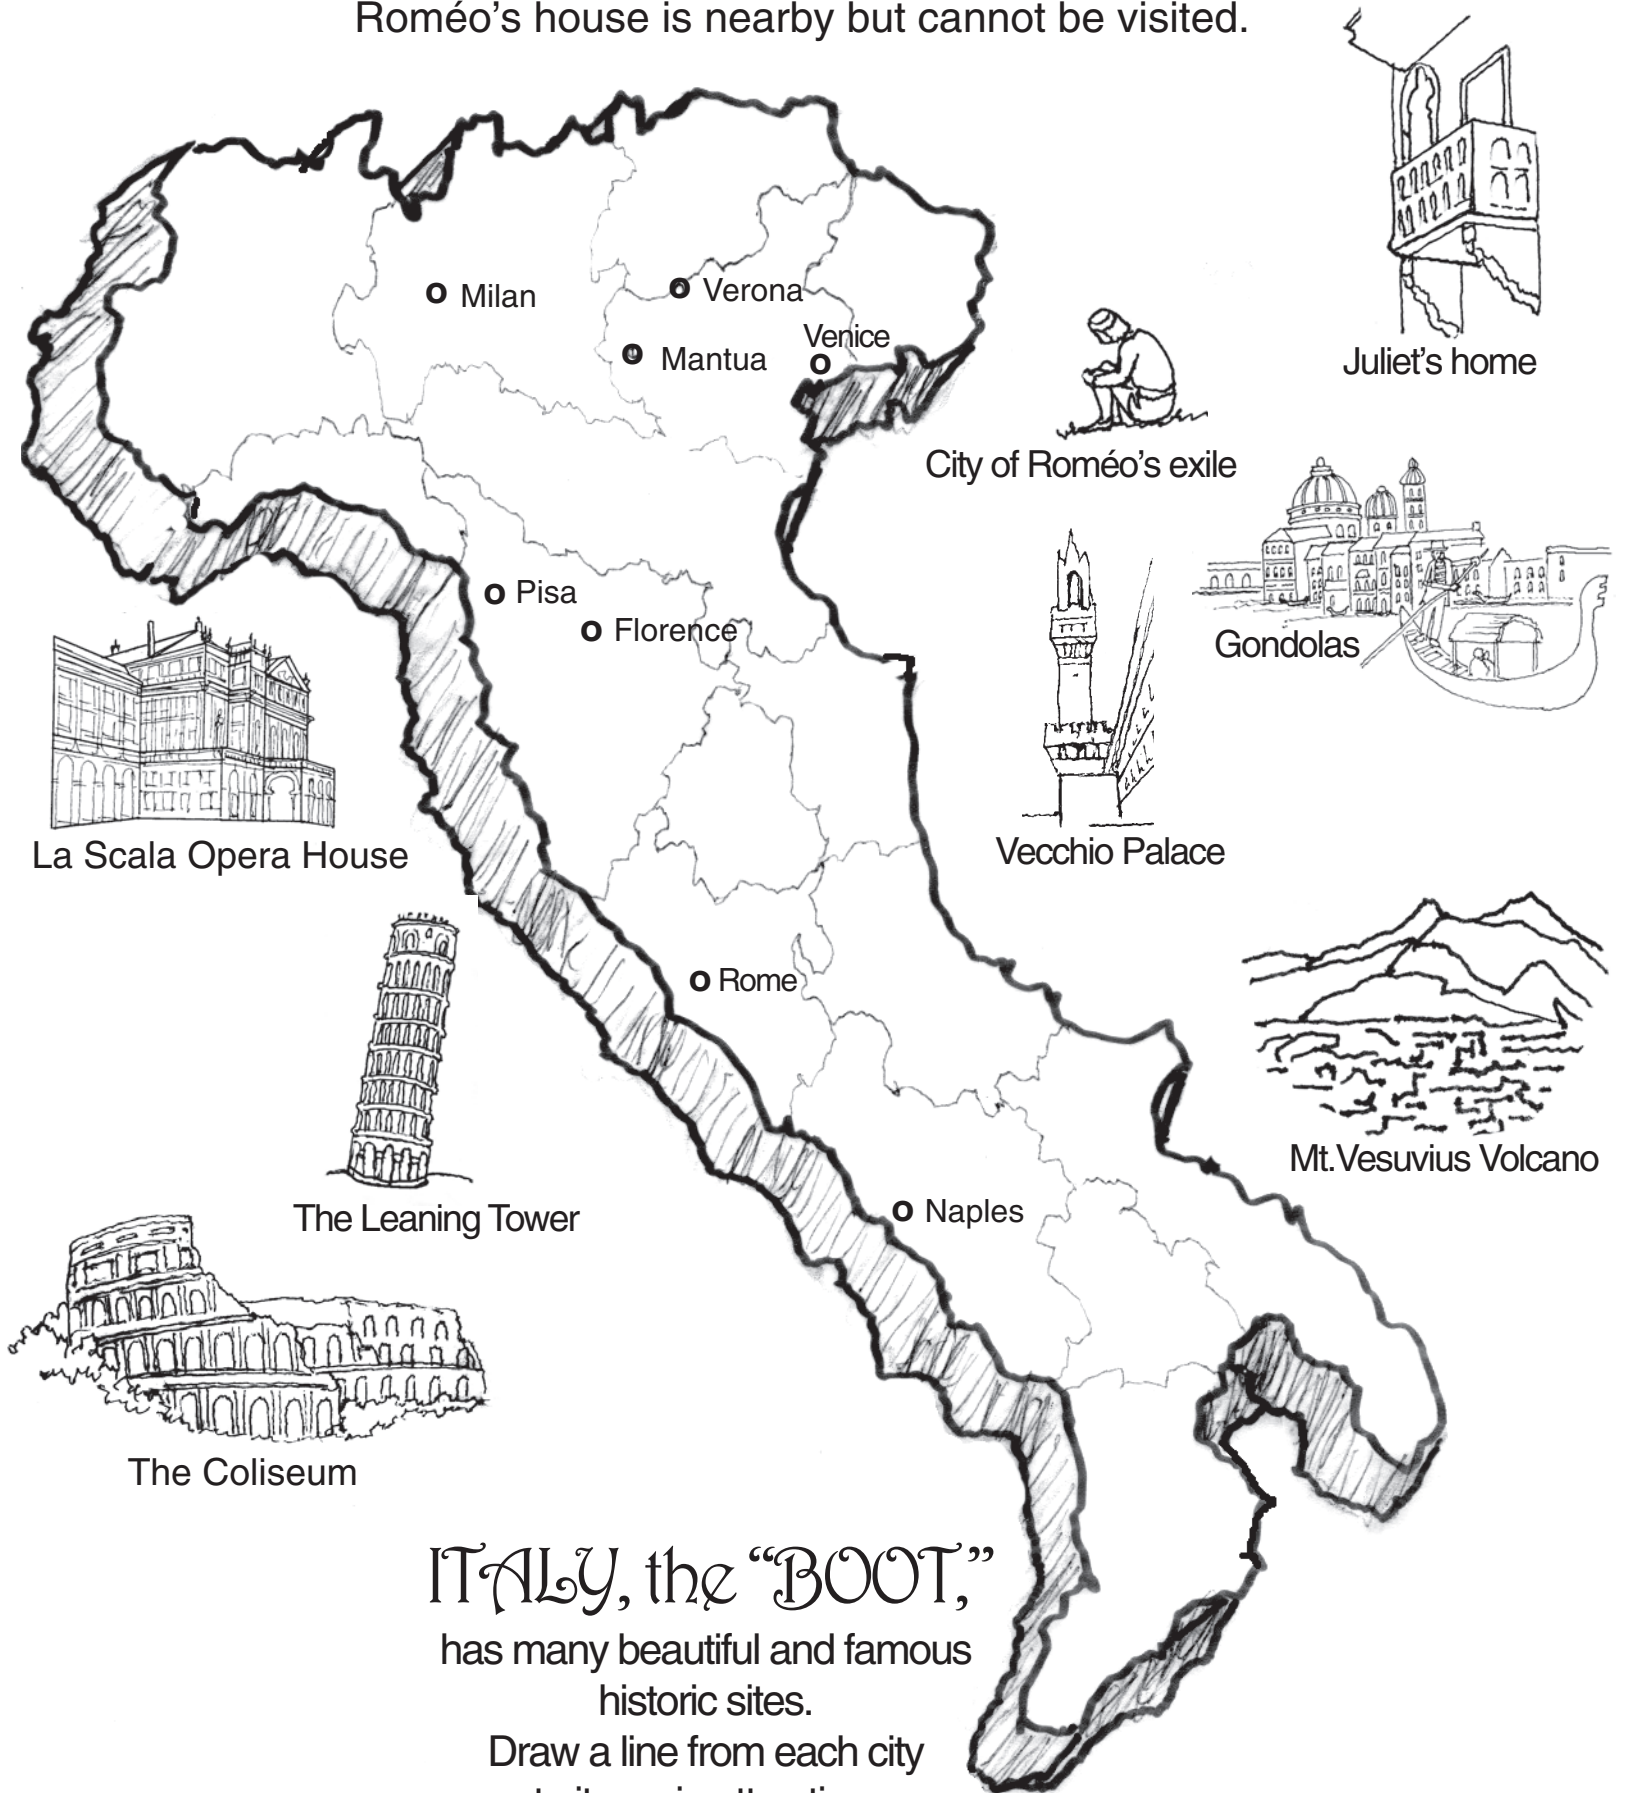 Roméo’s house is nearby but cannot be visited.
Milan
Verona
Venice
Mantua
Juliet’s home
City of Roméo’s exile
Pisa
Florence
Gondolas
La Scala Opera House
Vecchio Palace
Rome
Mt.Vesuvius Volcano
The Leaning Tower
Naples
The Coliseum
ITALY, the “BOOT,”
has many beautiful and famous
historic sites.
Draw a line from each city